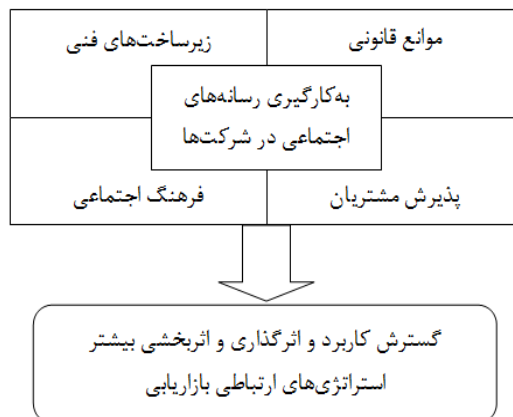 موانع قانونی
زیرساخت‌های فنی
به‌کارگیری رسانه‌های
اجتماعی در شرکت‌ها
پذیرش مشتریان
فرهنگ اجتماعی
گسترش کاربرد و اثرگذاری و اثربخشی بیشتر
استراتژی‌های ارتباطی بازاریابی